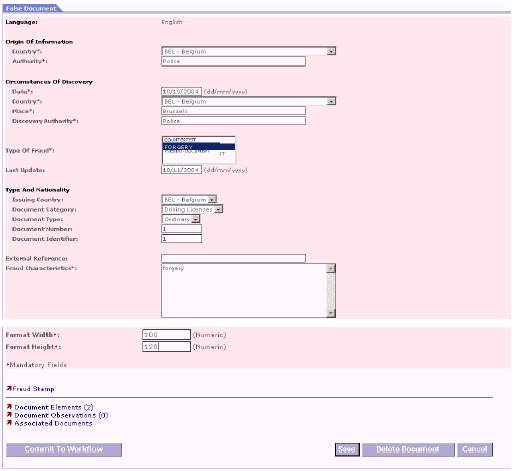 False Document
Language: English
Origin Of Information
Country*: BEL - Belgium
Authority*: Police
Circumstances Of Discovery
Date*: 10/10/2004 (dd/mm/yyyy)
Country*: BEL - Belgium
Place*: Brussels
Discovery Authority*: Police
COUNTERFEIT
Type Of Fraud*: FORGERY
PSEUDO-DOCUMENT
IT
Last Update: 10/11/2004 (dd/mm/yyyy)
Type And Nationality
Issuing Country: BEL - Belgium
Document Category: Driving Licenses
Document Type: Ordinary
Document Number: 1
Document Identifier: 1
External Reference:
Fraud Characteristics*: forgery
Format Width*: 100 (Numeric)
Format Height*: 120 (Numeric)
*Mandatory Fields
Fraud Stamp
Document Elements (2)
Document Observations (0)
Associated Documents
Commit To Workflow Save Delete Document Cancel